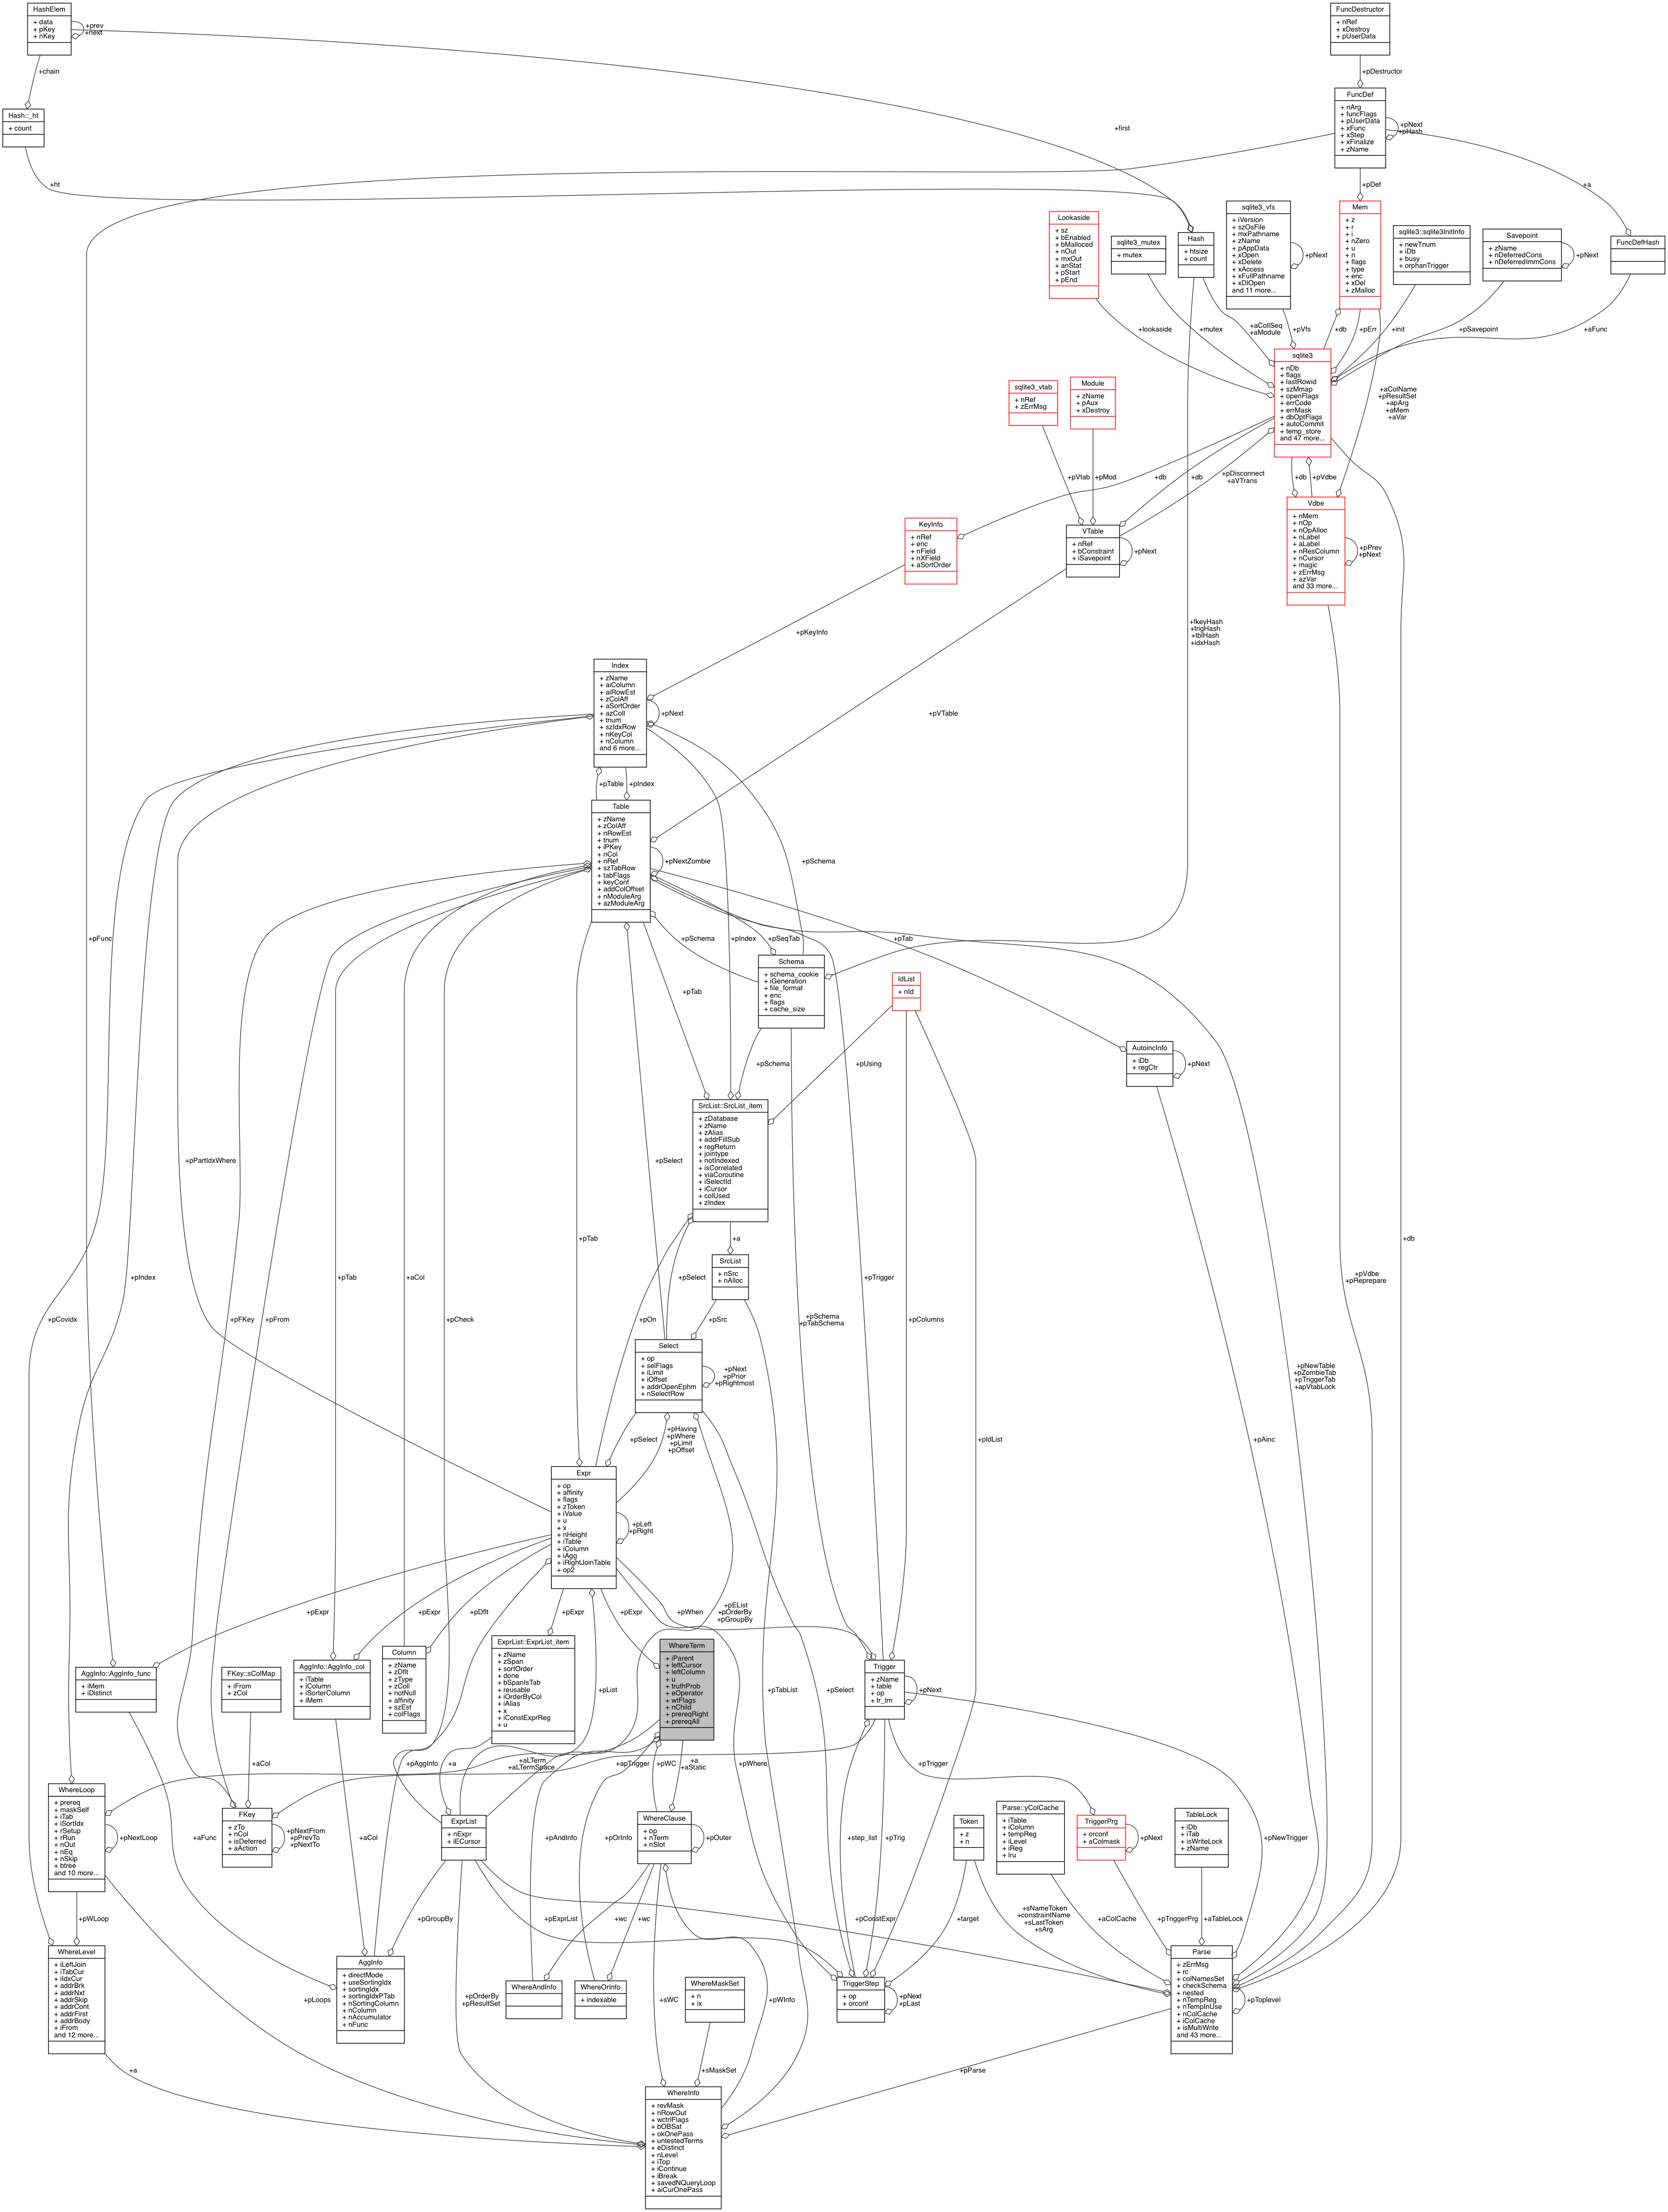 HashElem
+ data
+ pKey
+ nKey
+prev
+next
FuncDestructor
+ nRef
+ xDestroy
+ pUserData
+chain
+pDestructor
Hash::_ht
+ count
FuncDef
+ nArg
+ funcFlags
+ pUserData
+ xFunc
+ xStep
+ xFinalize
+ zName
+pNext
+pHash
+first
+ht
+pDef
+a
Lookaside
+ sz
+ bEnabled
+ bMalloced
+ nOut
+ mxOut
+ anStat
+ pStart
+ pEnd
sqlite3_mutex
+ mutex
Hash
+ htsize
+ count
sqlite3_vfs
+ iVersion
+ szOsFile
+ mxPathname
+ zName
+ pAppData
+ xOpen
+ xDelete
+ xAccess
+ xFullPathname
+ xDlOpen
and 11 more...
+pNext
Mem
+ z
+ r
+ i
+ nZero
+ u
+ n
+ flags
+ type
+ enc
+ xDel
+ zMalloc
sqlite3::sqlite3InitInfo
+ newTnum
+ iDb
+ busy
+ orphanTrigger
Savepoint
+ zName
+ nDeferredCons
+ nDeferredImmCons
+pNext
FuncDefHash
+lookaside
+mutex
+aCollSeq
+aModule
+pVfs
+db
+pErr
+init
+pSavepoint
+aFunc
sqlite3
+ nDb
+ flags
+ lastRowid
+ szMmap
+ openFlags
+ errCode
+ errMask
+ dbOptFlags
+ autoCommit
+ temp_store
and 47 more...
+aColName
+pResultSet
+apArg
+aMem
+aVar
sqlite3_vtab
+ nRef
+ zErrMsg
Module
+ zName
+ pAux
+ xDestroy
+pVtab
+pMod
+db
+db
+pDisconnect
+aVTrans
+db
+pVdbe
KeyInfo
+ nRef
+ enc
+ nField
+ nXField
+ aSortOrder
VTable
+ nRef
+ bConstraint
+ iSavepoint
+pNext
Vdbe
+ nMem
+ nOp
+ nOpAlloc
+ nLabel
+ aLabel
+ nResColumn
+ nCursor
+ magic
+ zErrMsg
+ azVar
and 33 more...
+pPrev
+pNext
+pKeyInfo
+fkeyHash
+trigHash
+tblHash
+idxHash
Index
+ zName
+ aiColumn
+ aiRowEst
+ zColAff
+ aSortOrder
+ azColl
+ tnum
+ szIdxRow
+ nKeyCol
+ nColumn
and 6 more...
+pNext
+pVTable
+pTable
+pIndex
Table
+ zName
+ zColAff
+ nRowEst
+ tnum
+ iPKey
+ nCol
+ nRef
+ szTabRow
+ tabFlags
+ keyConf
+ addColOffset
+ nModuleArg
+ azModuleArg
+pNextZombie
+pSchema
+pFunc
+pSchema
+pIndex
+pSeqTab
+pTab
Schema
+ schema_cookie
+ iGeneration
+ file_format
+ enc
+ flags
+ cache_size
IdList
+ nId
+pTab
+pSchema
+pUsing
AutoincInfo
+ iDb
+ regCtr
+pNext
SrcList::SrcList_item
+ zDatabase
+ zName
+ zAlias
+ addrFillSub
+ regReturn
+ jointype
+ notIndexed
+ isCorrelated
+ viaCoroutine
+ iSelectId
+ iCursor
+ colUsed
+ zIndex
+pPartIdxWhere
+pSelect
+pTab
+a
+db
SrcList
+ nSrc
+ nAlloc
+pIndex
+pTab
+aCol
+pSelect
+pTrigger
+pVdbe
+pReprepare
+pCovidx
+pFKey
+pFrom
+pCheck
+pOn
+pSrc
+pSchema
+pTabSchema
+pColumns
Select
+ op
+ selFlags
+ iLimit
+ iOffset
+ addrOpenEphm
+ nSelectRow
+pNext
+pPrior
+pRightmost
+pNewTable
+pZombieTab
+pTriggerTab
+apVtabLock
+pSelect
+pHaving
+pWhere
+pLimit
+pOffset
+pIdList
+pAinc
Expr
+ op
+ affinity
+ flags
+ zToken
+ iValue
+ u
+ x
+ nHeight
+ iTable
+ iColumn
+ iAgg
+ iRightJoinTable
+ op2
+pLeft
+pRight
+pExpr
+pExpr
+pDflt
+pExpr
+pExpr
+pWhen
+pEList
+pOrderBy
+pGroupBy
AggInfo::AggInfo_func
+ iMem
+ iDistinct
FKey::sColMap
+ iFrom
+ zCol
AggInfo::AggInfo_col
+ iTable
+ iColumn
+ iSorterColumn
+ iMem
Column
+ zName
+ zDflt
+ zType
+ zColl
+ notNull
+ affinity
+ szEst
+ colFlags
ExprList::ExprList_item
+ zName
+ zSpan
+ sortOrder
+ done
+ bSpanIsTab
+ reusable
+ iOrderByCol
+ iAlias
+ x
+ iConstExprReg
+ u
+pList
WhereTerm
+ iParent
+ leftCursor
+ leftColumn
+ u
+ truthProb
+ eOperator
+ wtFlags
+ nChild
+ prereqRight
+ prereqAll
+pTabList
+pSelect
Trigger
+ zName
+ table
+ op
+ tr_tm
+pNext
+aCol
+pAggInfo
+a
+aLTerm
+aLTermSpace
+apTrigger
+pWC
+a
+aStatic
+pWhere
+pTrigger
WhereLoop
+ prereq
+ maskSelf
+ iTab
+ iSortIdx
+ rSetup
+ rRun
+ nOut
+ nEq
+ nSkip
+ btree
and 10 more...
+pNextLoop
FKey
+ zTo
+ nCol
+ isDeferred
+ aAction
+pNextFrom
+pPrevTo
+pNextTo
+aFunc
+aCol
ExprList
+ nExpr
+ iECursor
+pAndInfo
+pOrInfo
WhereClause
+ op
+ nTerm
+ nSlot
+pOuter
+step_list
+pTrig
Token
+ z
+ n
Parse::yColCache
+ iTable
+ iColumn
+ tempReg
+ iLevel
+ iReg
+ lru
TriggerPrg
+ orconf
+ aColmask
+pNext
TableLock
+ iDb
+ iTab
+ isWriteLock
+ zName
+pNewTrigger
+pWLoop
+pGroupBy
+pExprList
+wc
+wc
+pConstExpr
+target
+sNameToken
+constraintName
+sLastToken
+sArg
+aColCache
+pTriggerPrg
+aTableLock
WhereLevel
+ iLeftJoin
+ iTabCur
+ iIdxCur
+ addrBrk
+ addrNxt
+ addrSkip
+ addrCont
+ addrFirst
+ addrBody
+ iFrom
and 12 more...
+pLoops
AggInfo
+ directMode
+ useSortingIdx
+ sortingIdx
+ sortingIdxPTab
+ nSortingColumn
+ nColumn
+ nAccumulator
+ nFunc
+pOrderBy
+pResultSet
WhereAndInfo
WhereOrInfo
+ indexable
+sWC
WhereMaskSet
+ n
+ ix
+pWInfo
TriggerStep
+ op
+ orconf
+pNext
+pLast
Parse
+ zErrMsg
+ rc
+ colNamesSet
+ checkSchema
+ nested
+ nTempReg
+ nTempInUse
+ nColCache
+ iColCache
+ isMultiWrite
and 43 more...
+pToplevel
+a
+sMaskSet
+pParse
WhereInfo
+ revMask
+ nRowOut
+ wctrlFlags
+ bOBSat
+ okOnePass
+ untestedTerms
+ eDistinct
+ nLevel
+ iTop
+ iContinue
+ iBreak
+ savedNQueryLoop
+ aiCurOnePass